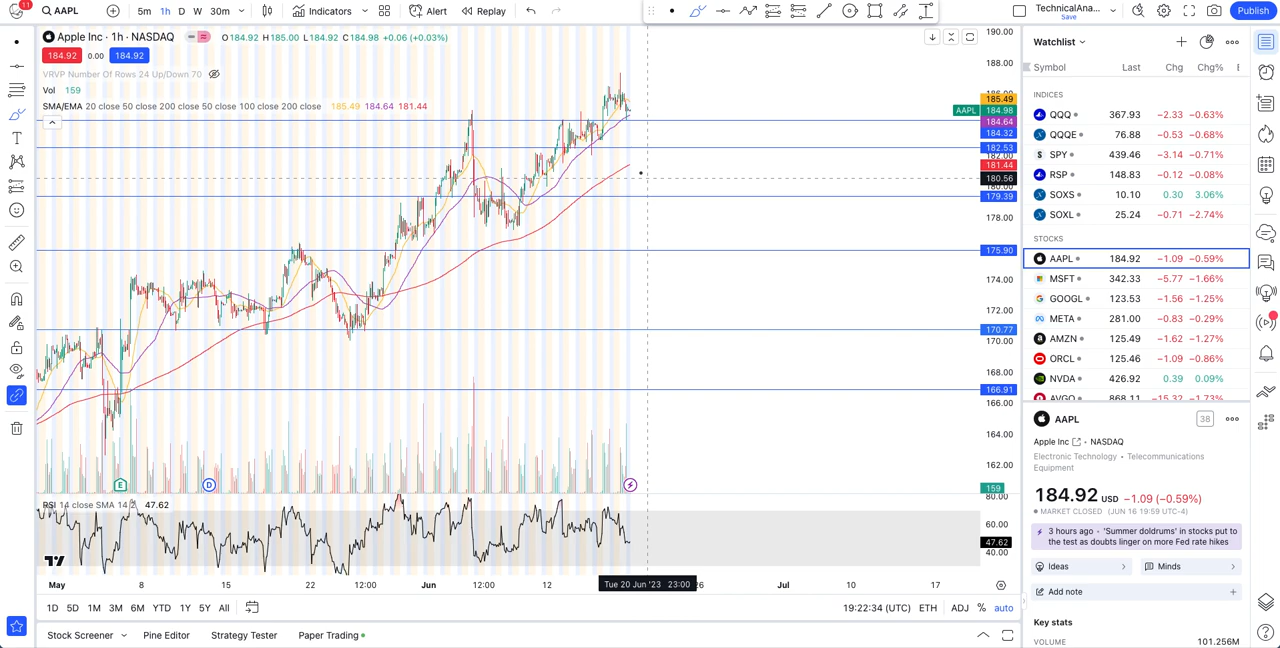 11
AAPL
5m 1h D W 30m
Indicators
Alert
Replay
TechnicalAna...
Save
Publish
Apple Inc · 1h · NASDAQ
O184.92 H185.00 L184.92 C184.98 +0.06 (+0.03%)
184.92 0.00 184.92
VRVP Number Of Rows 24 Up/Down 70
Vol 159
SMA/EMA 20 close 50 close 200 close 50 close 100 close 200 close 185.49 184.64 181.44
190.00
188.00
185.49
AAPL 184.98
184.64
184.32
182.53
182.00
181.44
180.56
180.00
179.39
178.00
175.90
174.00
172.00
170.77
170.00
168.00
166.91
166.00
164.00
162.00
159
E
D
RSI 14 close SMA 14 2 47.62
80.00
60.00
47.62
40.00
May 8 15 22 12:00 Jun 12:00 12 Tue 20 Jun '23 23:00 26 Jul 10 17
1D 5D 1M 3M 6M YTD 1Y 5Y All
19:22:34 (UTC) ETH ADJ % auto
Stock Screener
Pine Editor
Strategy Tester
Paper Trading
Watchlist
Symbol Last Chg Chg%
INDICES
QQQ 367.93 −2.33 −0.63%
QQQE 76.88 −0.53 −0.68%
SPY 439.46 −3.14 −0.71%
RSP 148.83 −0.12 −0.08%
SOXS 10.10 0.30 3.06%
SOXL 25.24 −0.71 −2.74%
STOCKS
AAPL 184.92 −1.09 −0.59%
MSFT 342.33 −5.77 −1.66%
GOOGL 123.53 −1.56 −1.25%
META 281.00 −0.83 −0.29%
AMZN 125.49 −1.62 −1.27%
ORCL 125.46 −1.09 −0.86%
NVDA 426.92 0.39 0.09%
AVGO 868.11 −15.32 −1.73%
AAPL
38
Apple Inc · NASDAQ
Electronic Technology • Telecommunications
Equipment
184.92 USD −1.09 (−0.59%)
MARKET CLOSED (JUN 16 19:59 UTC-4)
3 hours ago - 'Summer doldrums' in stocks put to
the test as doubts linger on more Fed rate hikes
Ideas
Minds
Add note
Key stats
VOLUME 101.256M